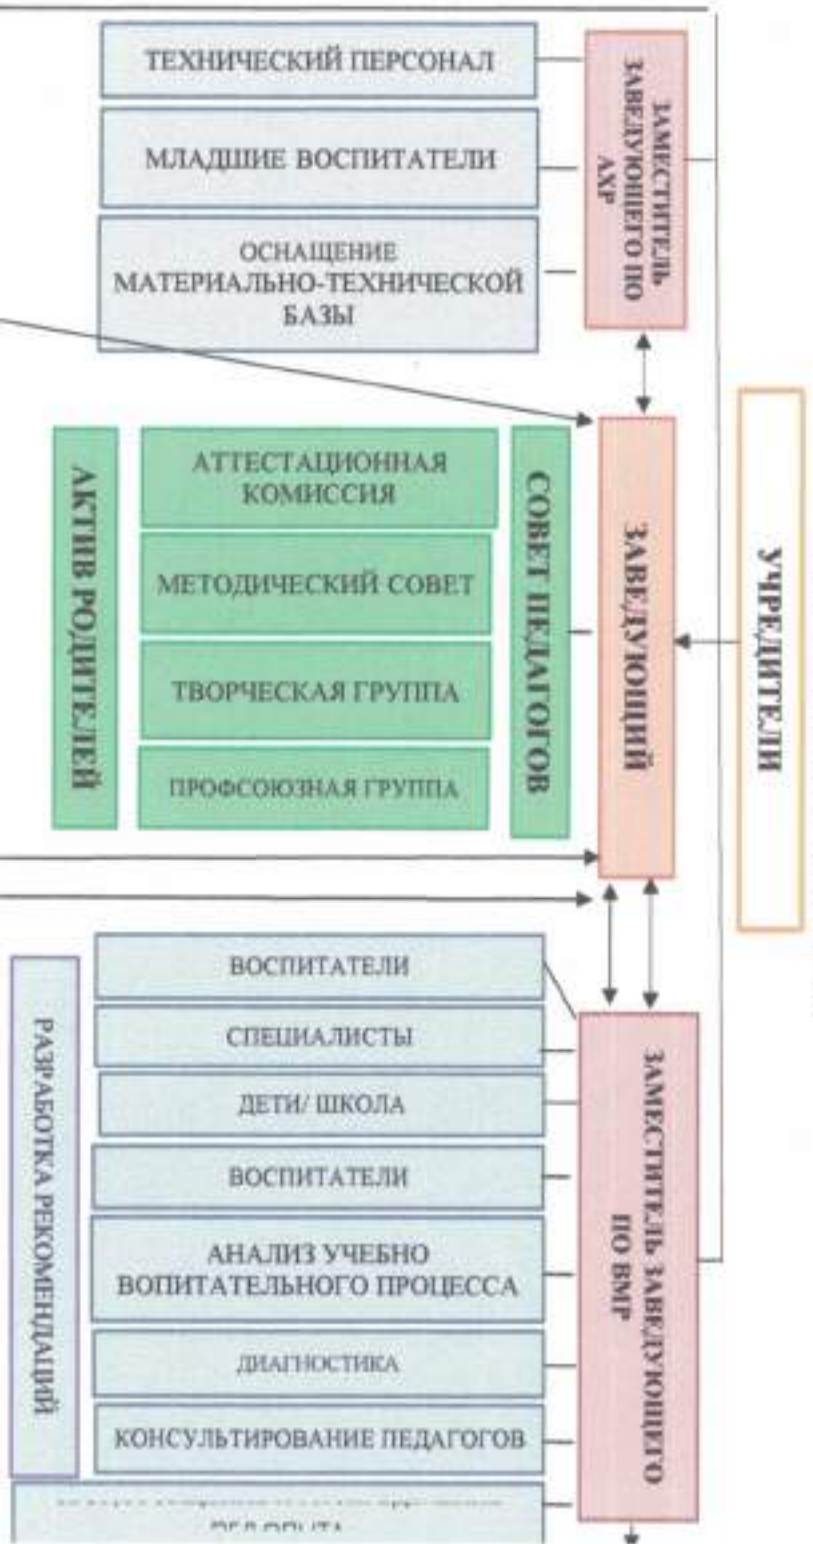 УЧРЕДИТЕЛИ
ЗАМЕСТИТЕЛЬ
ЗАВЕДУЮЩЕГО ПО
АХР
ТЕХНИЧЕСКИЙ ПЕРСОНАЛ
МЛАДШИЕ ВОСПИТАТЕЛИ
ОСНАЩЕНИЕ
МАТЕРИАЛЬНО-ТЕХНИЧЕСКОЙ
БАЗЫ
ЗАВЕДУЮЩИЙ
СОВЕТ ПЕДАГОГОВ
АТТЕСТАЦИОННАЯ
КОМИССИЯ
МЕТОДИЧЕСКИЙ СОВЕТ
ТВОРЧЕСКАЯ ГРУППА
ПРОФСОЮЗНАЯ ГРУППА
АКТИВ РОДИТЕЛЕЙ
ЗАМЕСТИТЕЛЬ ЗАВЕДУЮЩЕГО
ПО ВМР
ВОСПИТАТЕЛИ
СПЕЦИАЛИСТЫ
ДЕТИ/ ШКОЛА
ВОСПИТАТЕЛИ
АНАЛИЗ УЧЕБНО
ВОПИТАТЕЛЬНОГО ПРОЦЕССА
ДИАГНОСТИКА
КОНСУЛЬТИРОВАНИЕ ПЕДАГОГОВ
РАЗРАБОТКА РЕКОМЕНДАЦИЙ